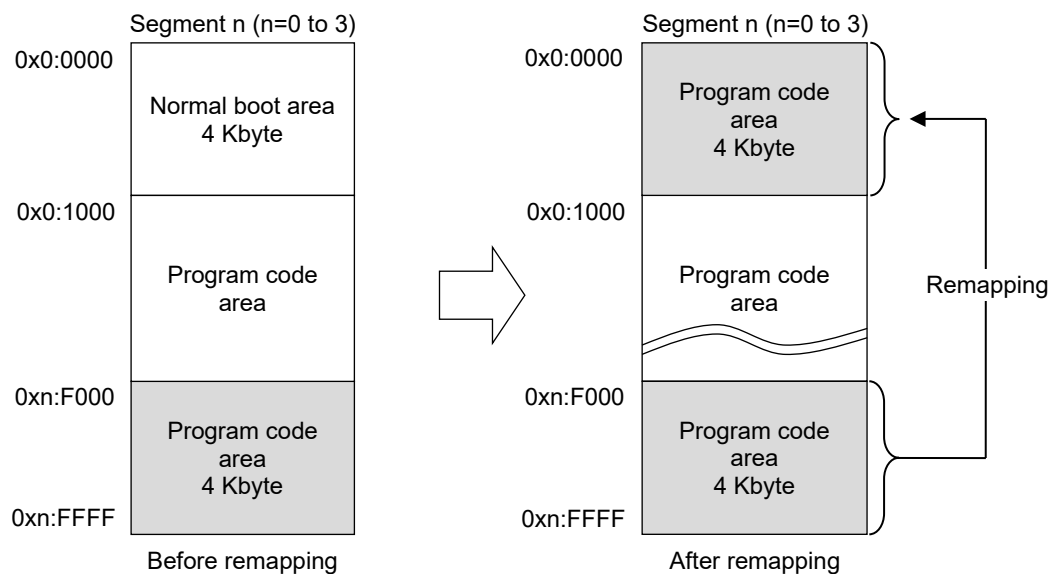 Segment n (n=0 to 3)
0x0:0000
Normal boot area
4 Kbyte
0x0:1000
Program code
area
0xn:F000
Program code
area
4 Kbyte
0xn:FFFF
Before remapping
Segment n (n=0 to 3)
0x0:0000
Program code
area
4 Kbyte
0x0:1000
Program code
area
Remapping
0xn:F000
Program code
area
4 Kbyte
0xn:FFFF
After remapping